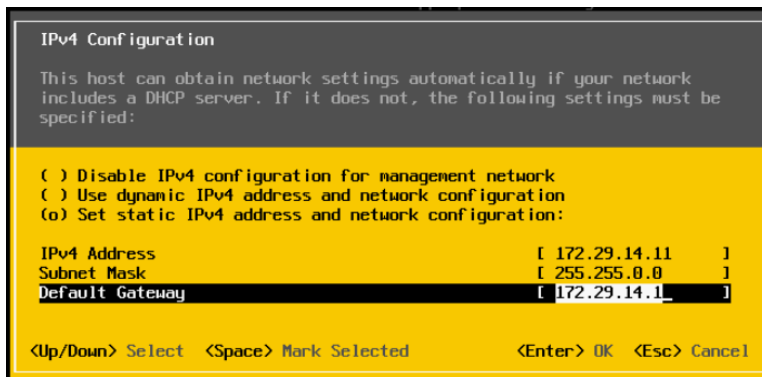 IPv4 Configuration
This host can obtain network settings automatically if your network
includes a DHCP server. If it does not, the following settings must be
specified:
( ) Disable IPv4 configuration for management network
( ) Use dynamic IPv4 address and network configuration
(o) Set static IPv4 address and network configuration:
IPv4 Address [ 172.29.14.11 ]
Subnet Mask [ 255.255.0.0 ]
Default Gateway [ 172.29.14.1_ ]
<Up/Down> Select <Space> Mark Selected <Enter> OK <Esc> Cancel